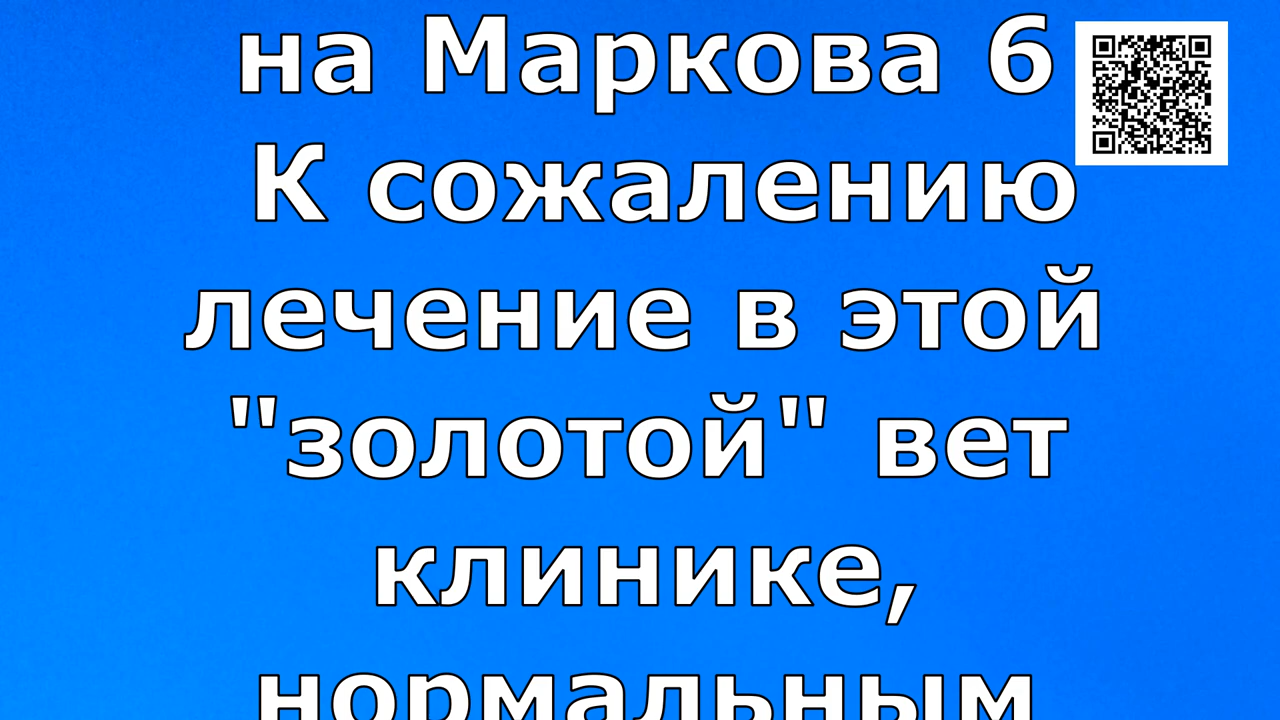 на Маркова 6
К сожалению
лечение в этой
"золотой" вет
клинике,
нормальным